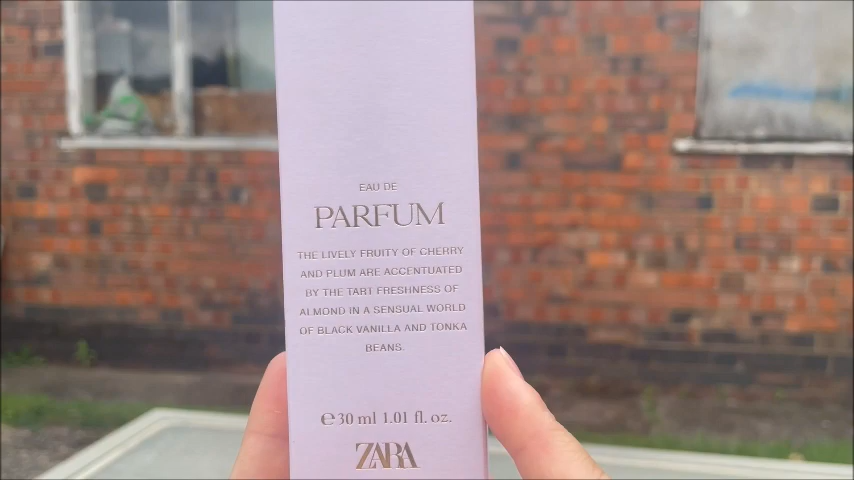 EAU DE
PARFUM
THE LIVELY FRUITY OF CHERRY
AND PLUM ARE ACCENTUATED
BY THE TART FRESHNESS OF
ALMOND IN A SENSUAL WORLD
OF BLACK VANILLA AND TONKA
BEANS.
℮ 30 ml 1.01 fl. oz.
ZARA